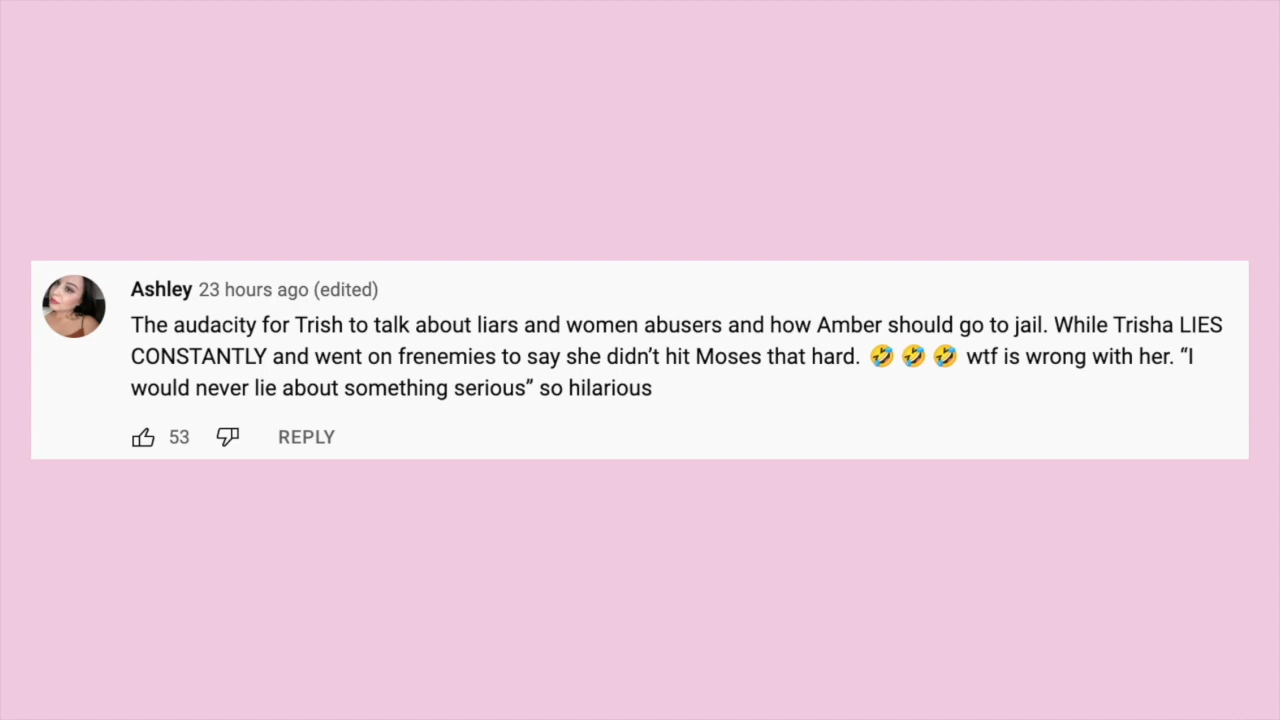 Ashley 23 hours ago (edited)
The audacity for Trish to talk about liars and women abusers and how Amber should go to jail. While Trisha LIES
CONSTANTLY and went on frenemies to say she didn’t hit Moses that hard. 🤣 🤣 🤣 wtf is wrong with her. “I
would never lie about something serious” so hilarious
53 REPLY